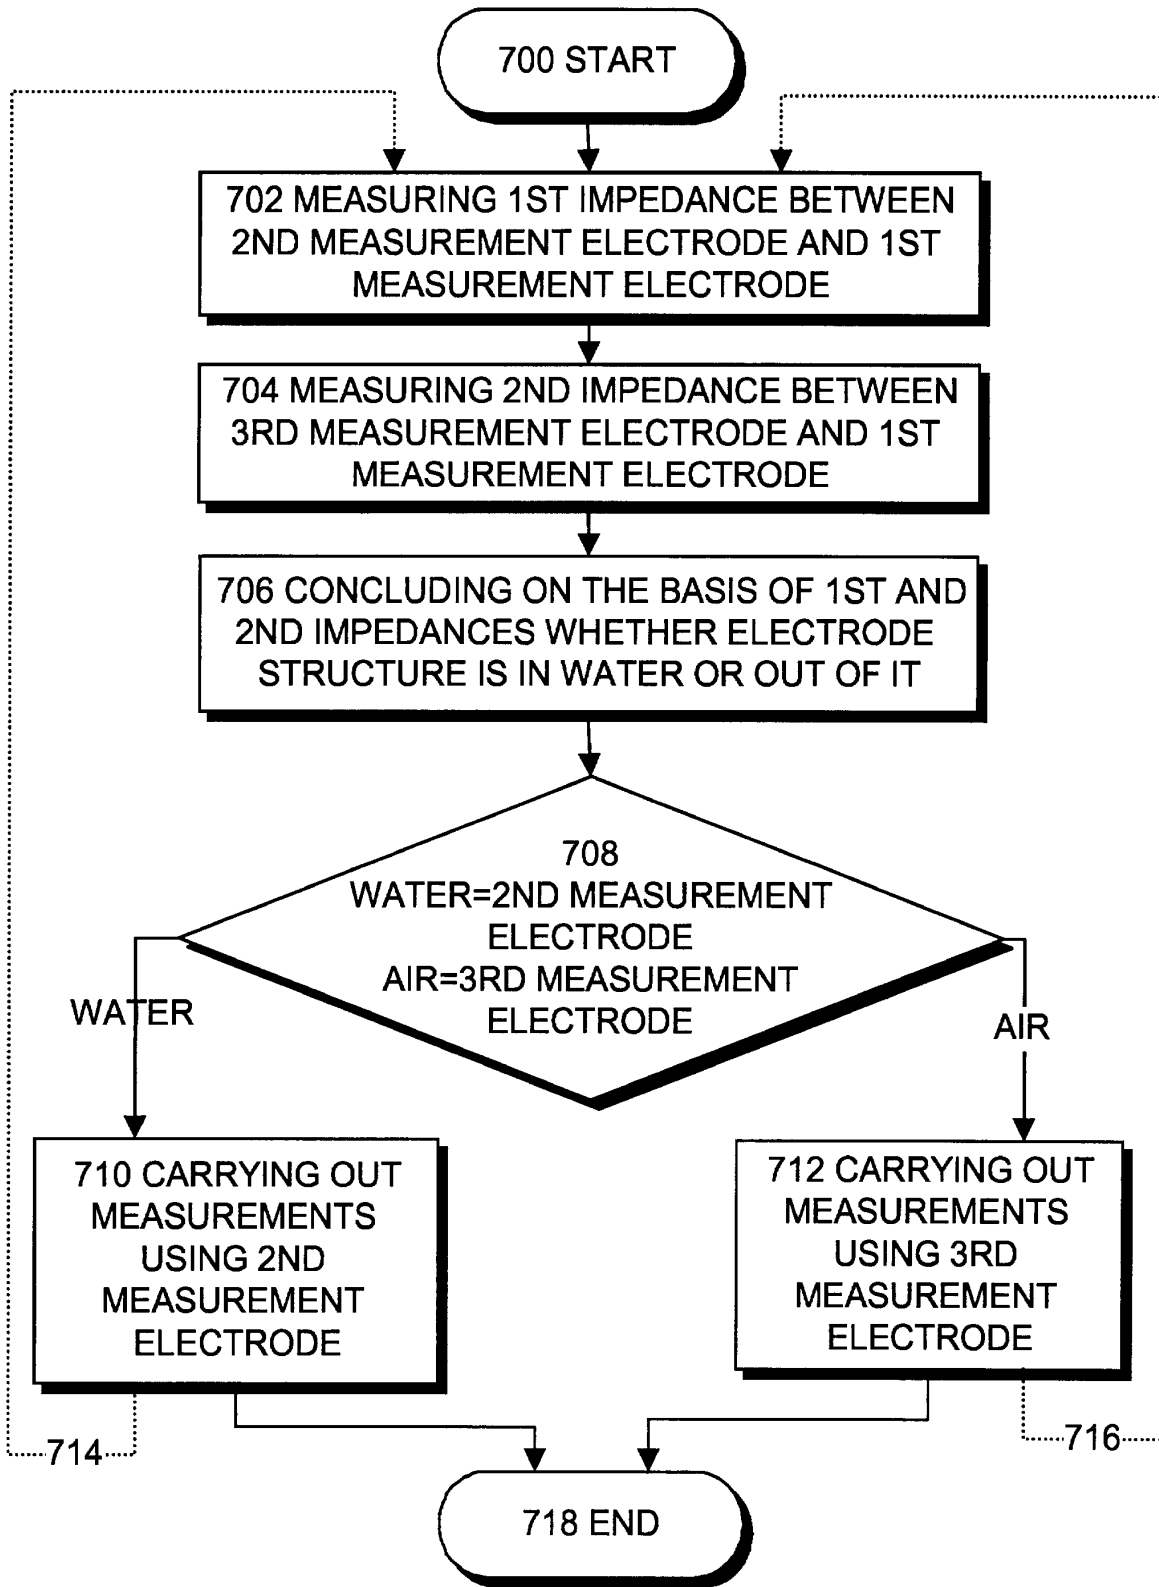 700 START
702 MEASURING 1ST IMPEDANCE BETWEEN
2ND MEASUREMENT ELECTRODE AND 1ST
MEASUREMENT ELECTRODE
704 MEASURING 2ND IMPEDANCE BETWEEN
3RD MEASUREMENT ELECTRODE AND 1ST
MEASUREMENT ELECTRODE
706 CONCLUDING ON THE BASIS OF 1ST AND
2ND IMPEDANCES WHETHER ELECTRODE
STRUCTURE IS IN WATER OR OUT OF IT
708
WATER=2ND MEASUREMENT
ELECTRODE
AIR=3RD MEASUREMENT
ELECTRODE
WATER
AIR
710 CARRYING OUT
MEASUREMENTS
USING 2ND
MEASUREMENT
ELECTRODE
712 CARRYING OUT
MEASUREMENTS
USING 3RD
MEASUREMENT
ELECTRODE
714
716
718 END